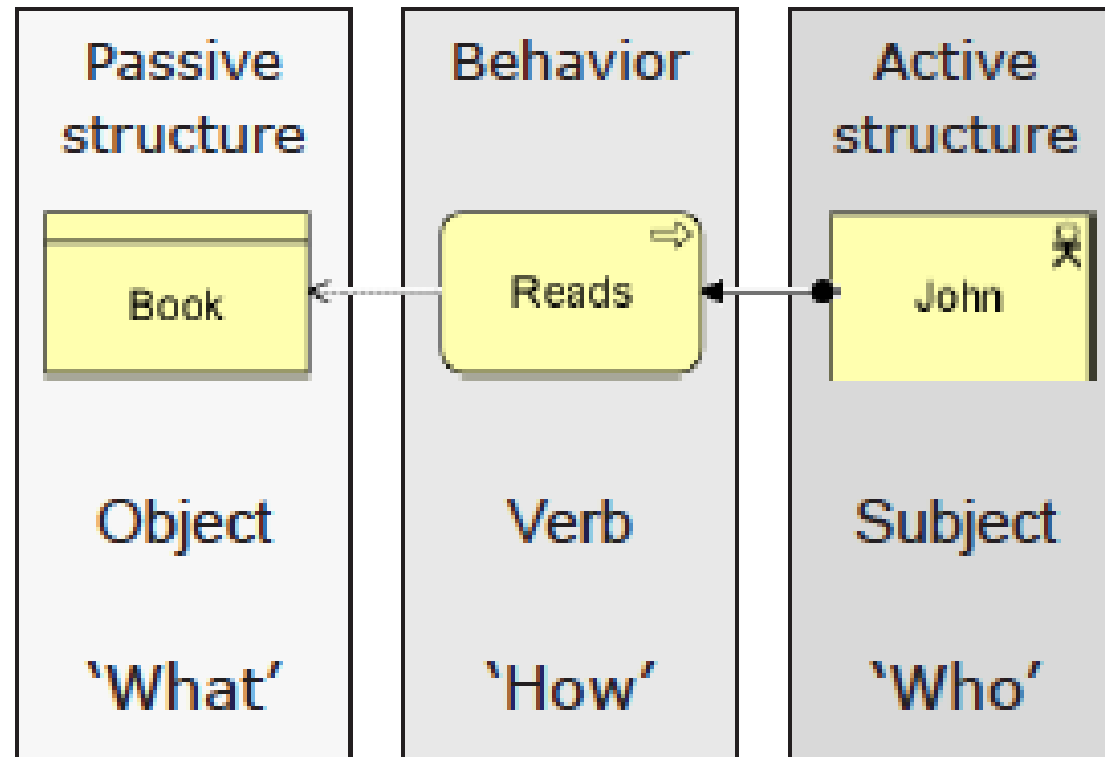 Passive
structure
Book
Object
‘What’
Behavior
Reads
Verb
‘How’
Active
structure
John
Subject
‘Who’